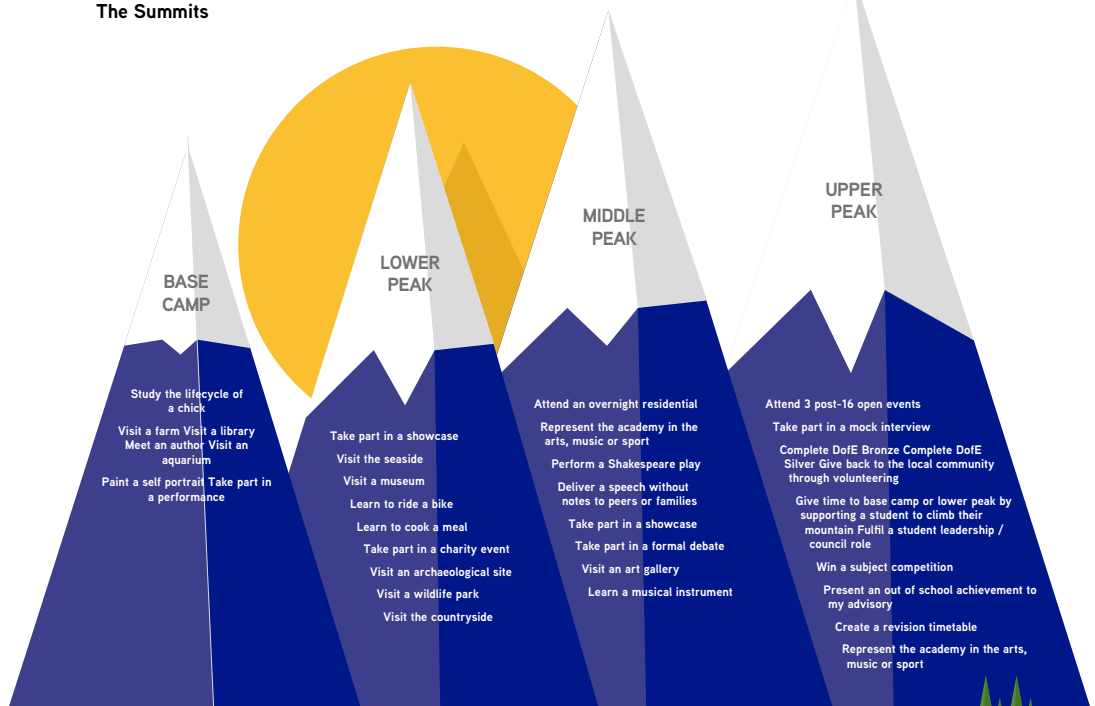 The Summits
BASE
CAMP
Study the lifecycle of
a chick
Visit a farm Visit a library
Meet an author Visit an
aquarium
Paint a self portrait Take part in
a performance
LOWER
PEAK
Take part in a showcase
Visit the seaside
Visit a museum
Learn to ride a bike
Learn to cook a meal
Take part in a charity event
Visit an archaeological site
Visit a wildlife park
Visit the countryside
MIDDLE
PEAK
Attend an overnight residential
Represent the academy in the
arts, music or sport
Perform a Shakespeare play
Deliver a speech without
notes to peers or families
Take part in a showcase
Take part in a formal debate
Visit an art gallery
Learn a musical instrument
UPPER
PEAK
Attend 3 post-16 open events
Take part in a mock interview
Complete DofE Bronze Complete DofE
Silver Give back to the local community
through volunteering
Give time to base camp or lower peak by
supporting a student to climb their
mountain Fulfil a student leadership /
council role
Win a subject competition
Present an out of school achievement to
my advisory
Create a revision timetable
Represent the academy in the arts,
music or sport